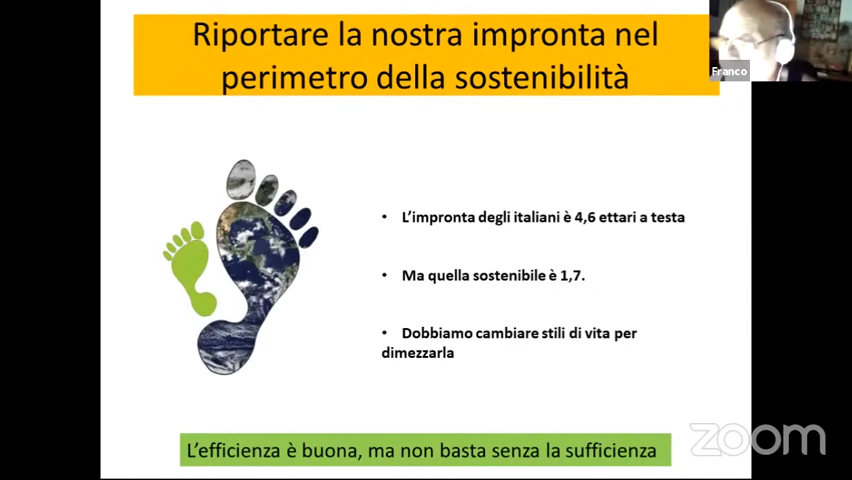 Riportare la nostra impronta nel
perimetro della sostenibilità
Franco
• L'impronta degli italiani è 4,6 ettari a testa
• Ma quella sostenibile è 1,7.
• Dobbiamo cambiare stili di vita per
dimezzarla
L'efficienza è buona, ma non basta senza la sufficienza
zoom